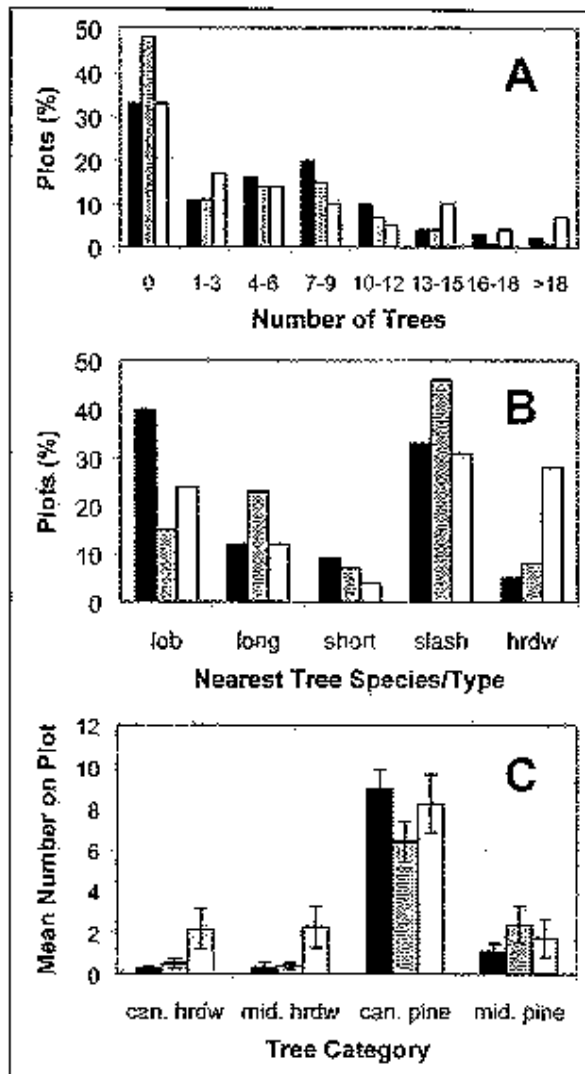 A
Plots (%)
50
40
30
20
10
0
0 1-3 4-6 7-9 10-12 13-15 16-18 >18
Number of Trees
B
Plots (%)
50
40
30
20
10
0
lob long short slash hrdw
Nearest Tree Species/Type
C
Mean Number on Plot
12
10
8
6
4
2
0
can. hrdw mid. hrdw can. pine mid. pine
Tree Category